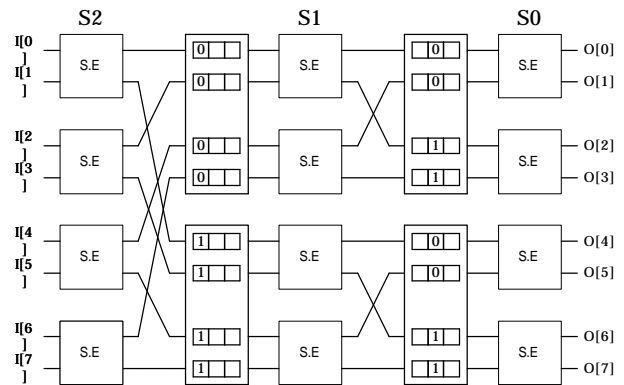 S2 S1 S0
I[0
]
S.E 0 S.E 0 S.E O[0]
I[1
]
0 0 O[1]
I[2
]
S.E 0 S.E 1 S.E O[2]
I[3
]
0 1 O[3]
I[4
]
S.E 1 S.E 0 S.E O[4]
I[5
]
1 0 O[5]
I[6
]
S.E 1 S.E 1 S.E O[6]
I[7
]
1 1 O[7]